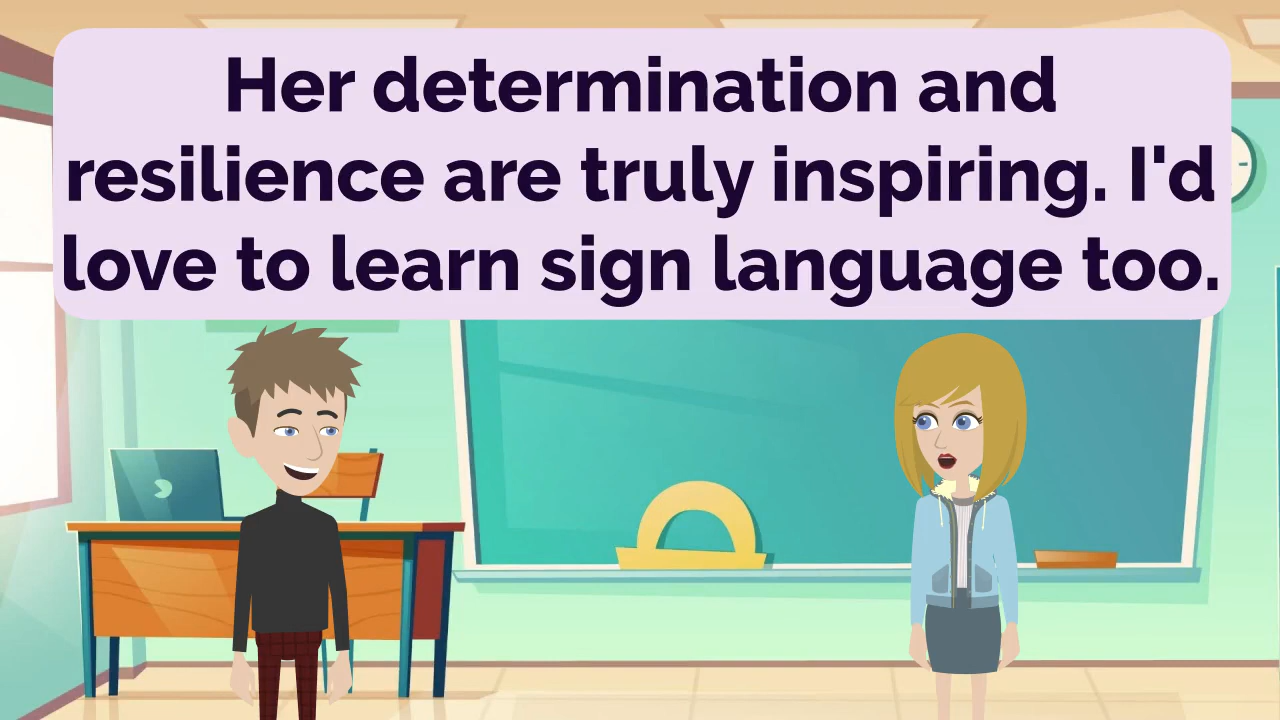 Her determination and
resilience are truly inspiring. I'd
love to learn sign language too.